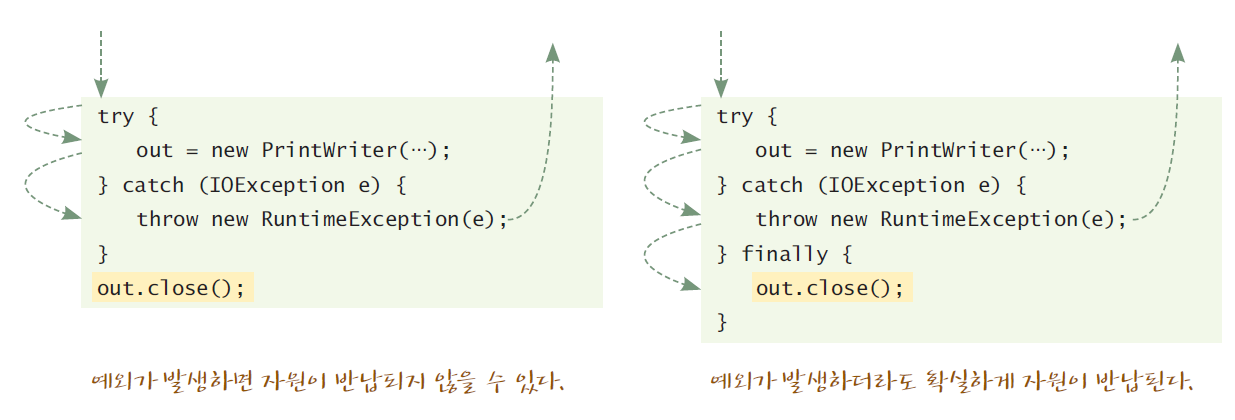 try {
out = new PrintWriter(⋯);
} catch (IOException e) {
throw new RuntimeException(e);
}
out.close();
예외가 발생하면 자원이 반납되지 않을 수 있다.
try {
out = new PrintWriter(⋯);
} catch (IOException e) {
throw new RuntimeException(e);
} finally {
out.close();
}
예외가 발생하더라도 확실하게 자원이 반납된다.